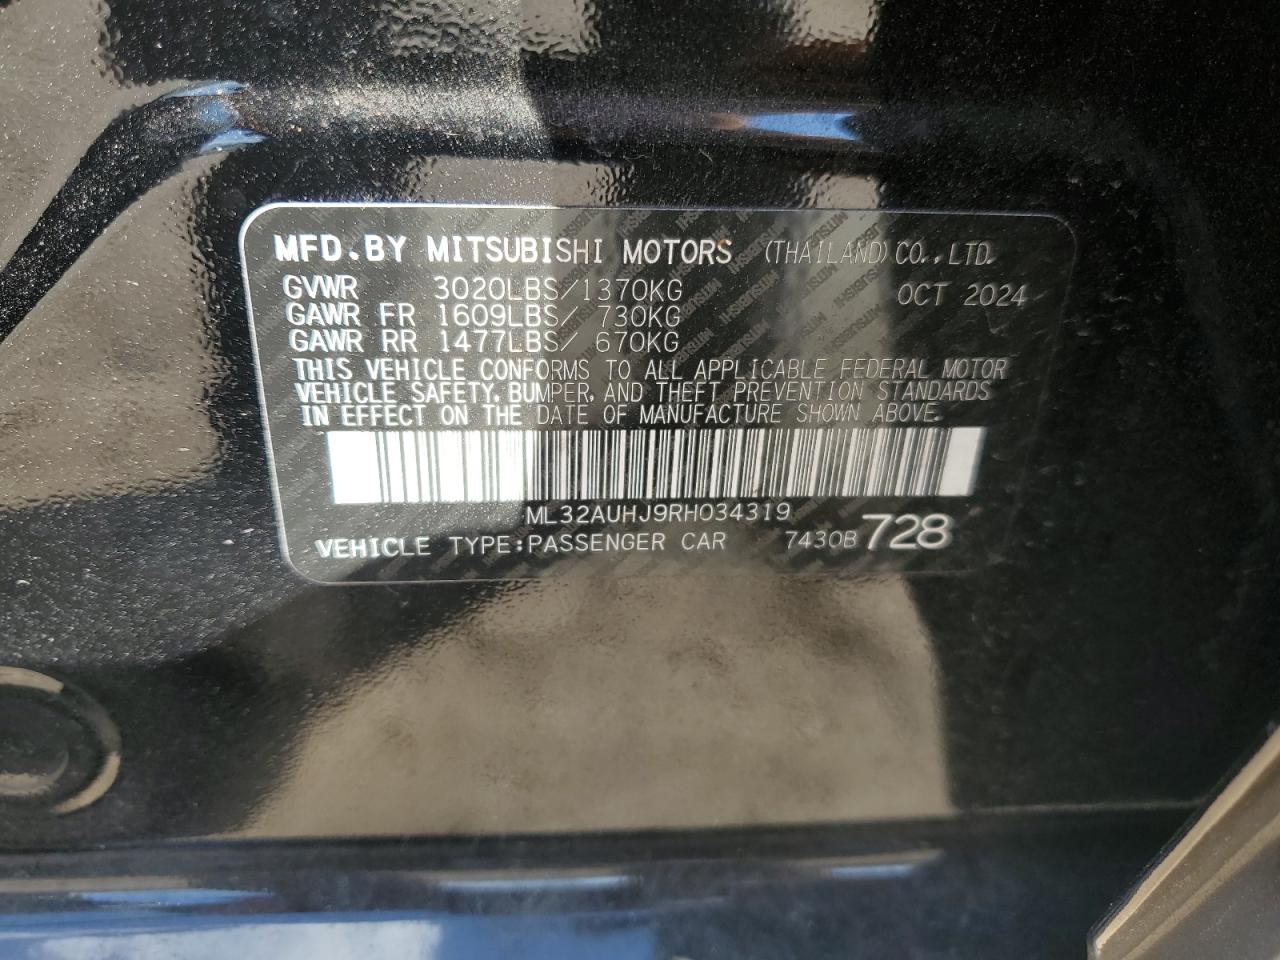 MFD.BY MITSUBISHI MOTORS (THAILAND) CO., LTD.
GVWR 3020LBS/1370KG OCT 2024
GAWR FR 1609LBS/ 730KG
GAWR RR 1477LBS/ 670KG
THIS VEHICLE CONFORMS TO ALL APPLICABLE FEDERAL MOTOR
VEHICLE SAFETY, BUMPER, AND THEFT PREVENTION STANDARDS
IN EFFECT ON THE DATE OF MANUFACTURE SHOWN ABOVE.
ML32AUHJ9RH034319
VEHICLE TYPE:PASSENGER CAR 7430B 728